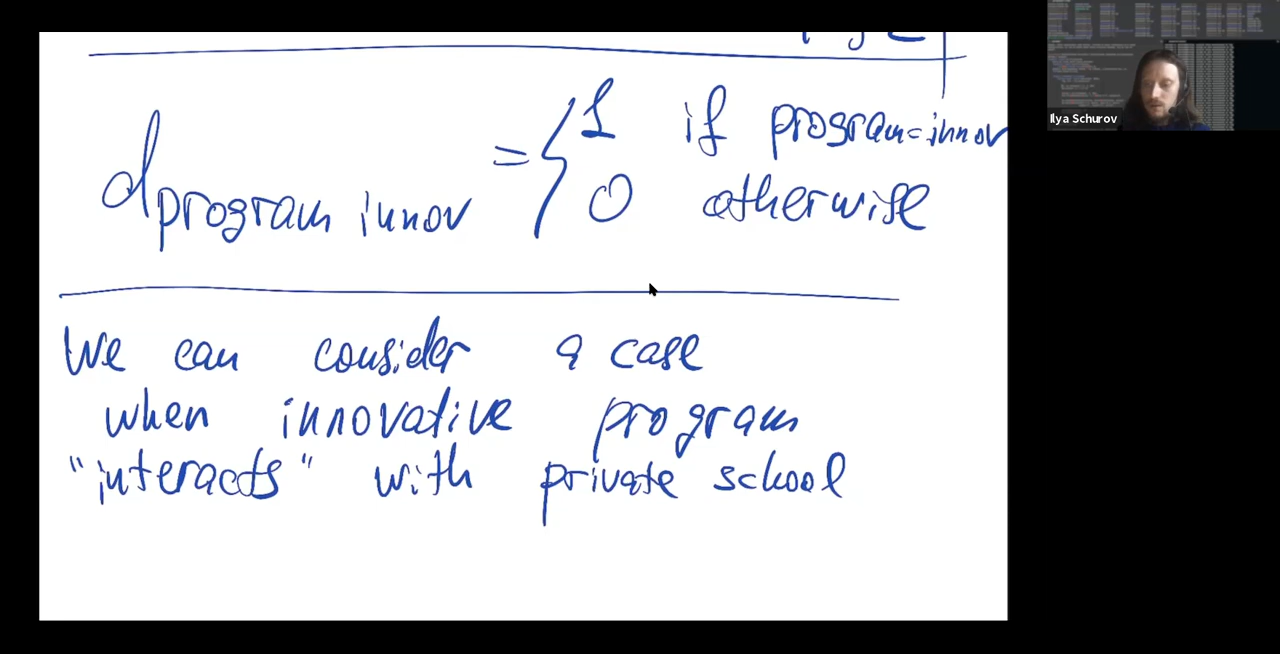 d program innov = { 1 if program=innov
0 otherwise
We can consider a case
when innovative program
"interacts" with private school
Ilya Schurov